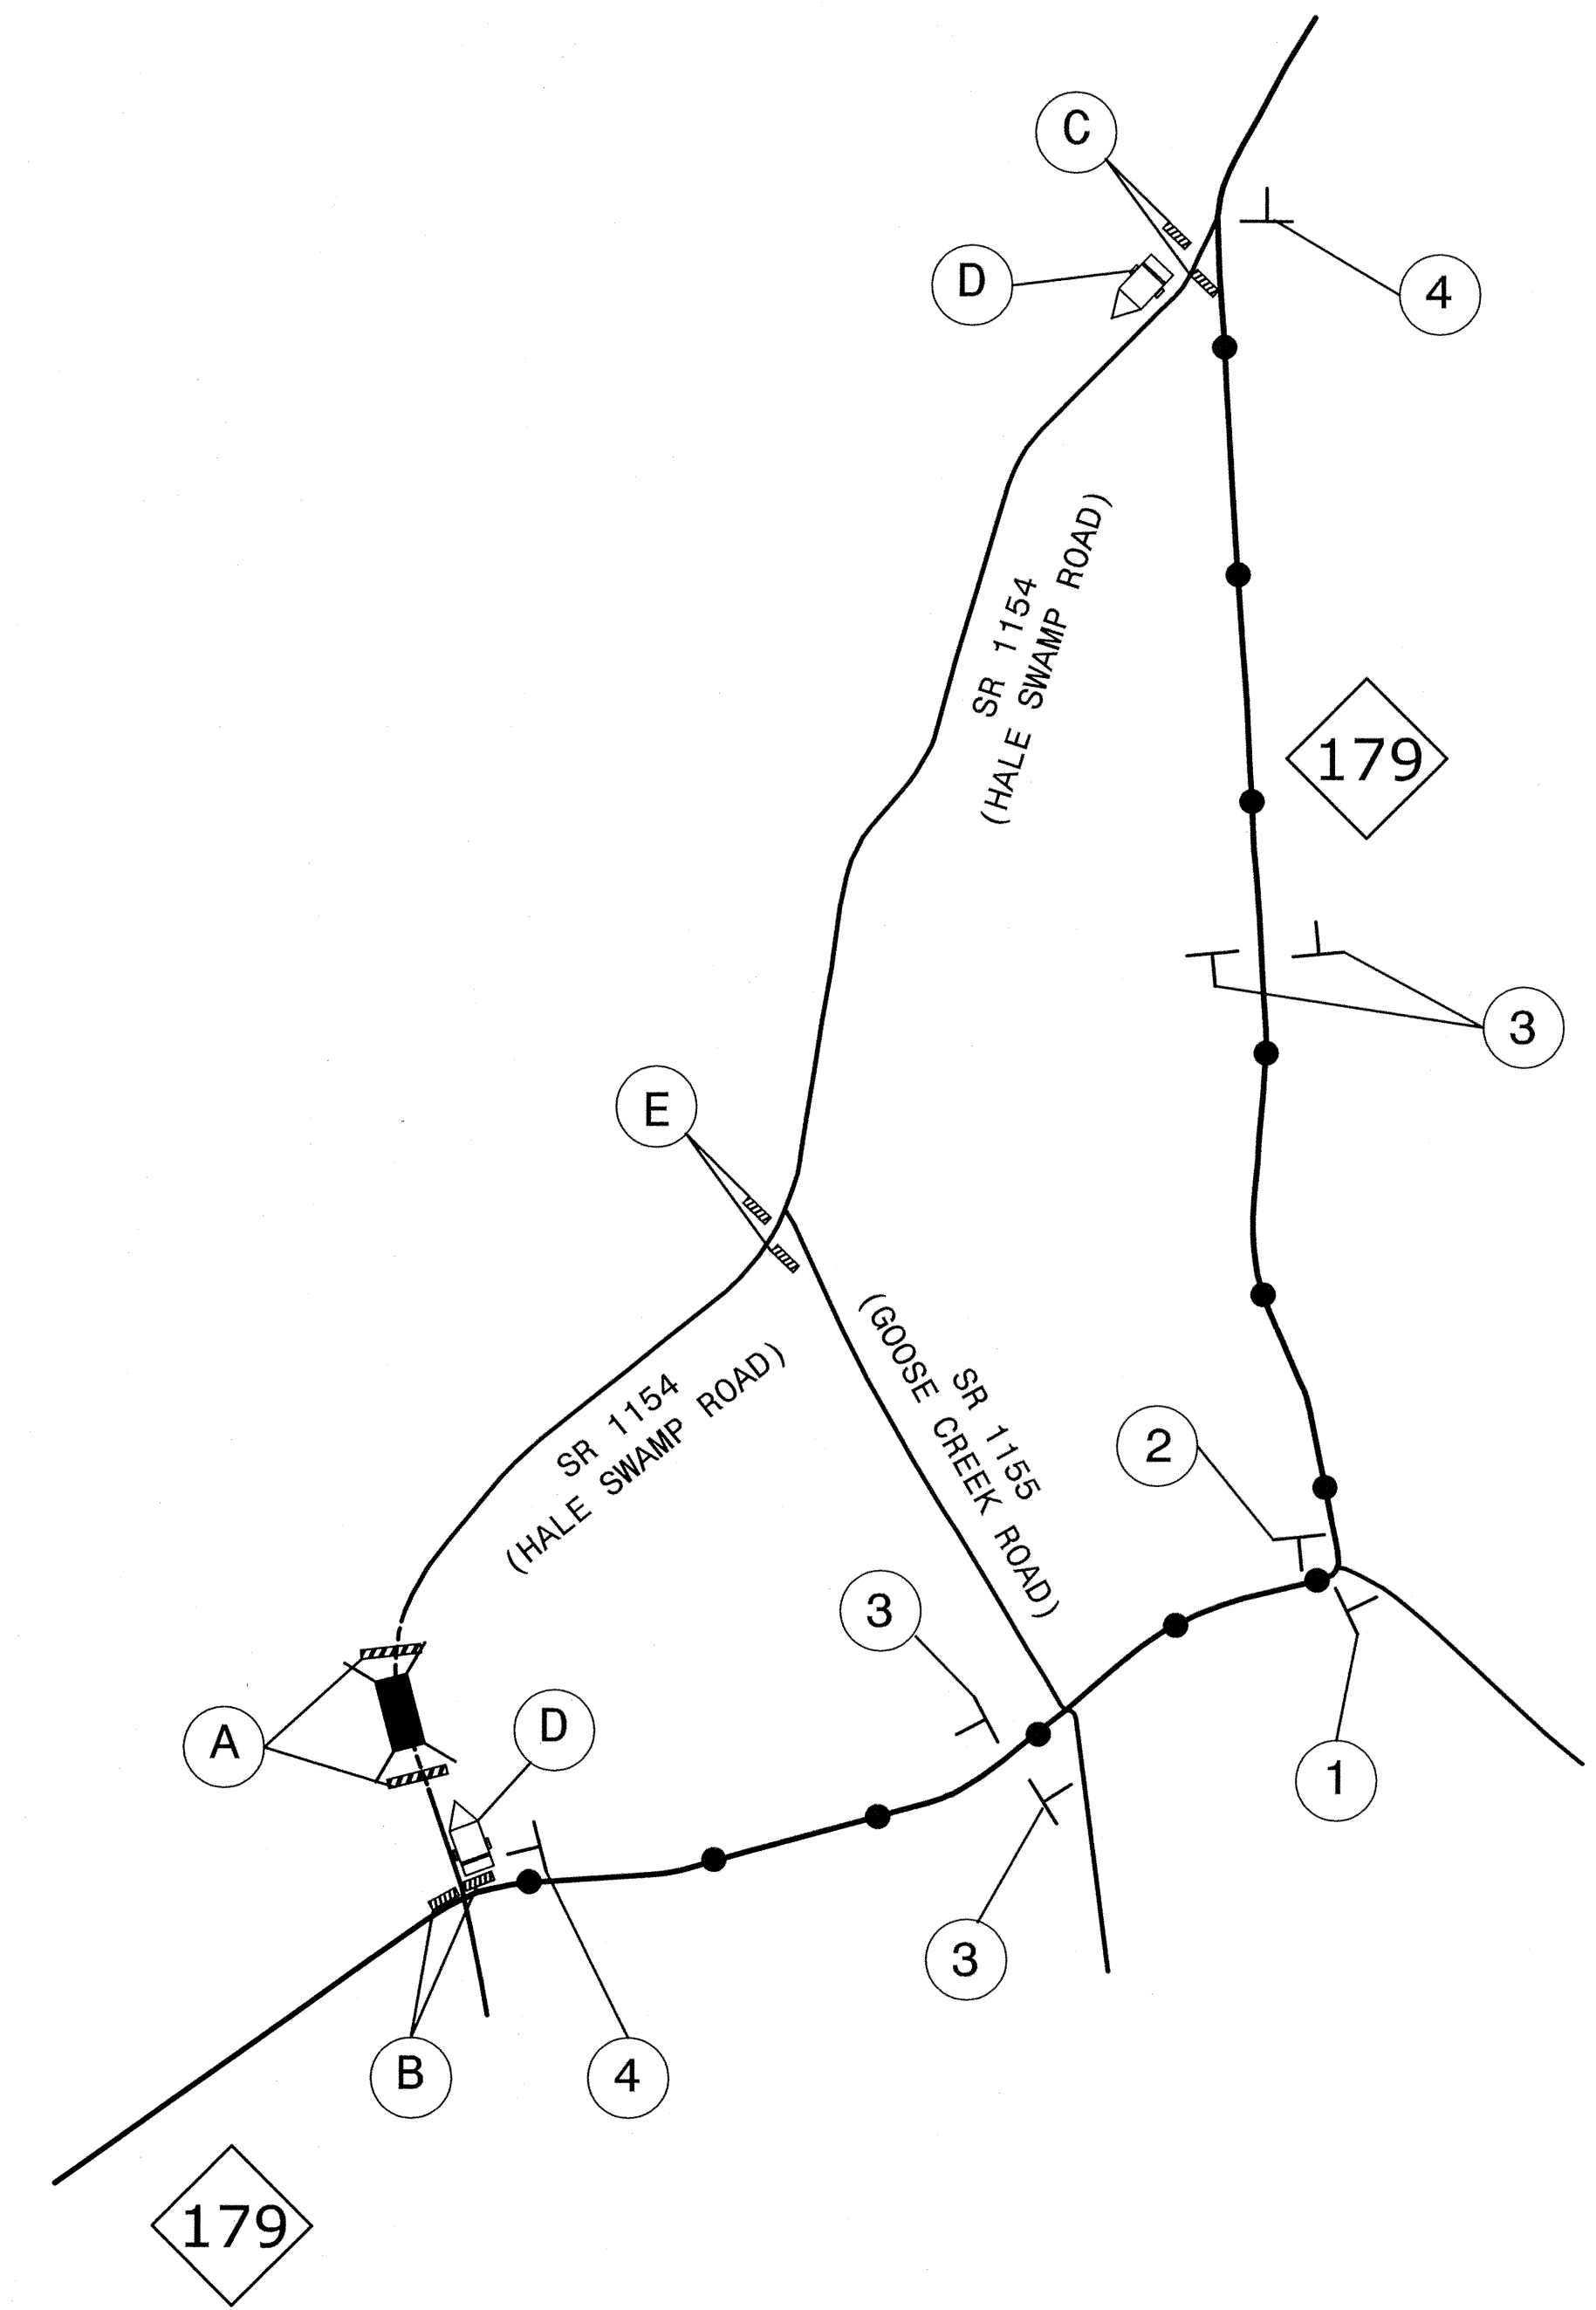 C
D
4
SR 1154
(HALE SWAMP ROAD)
179
3
E
SR 1155
(GOOSE CREEK ROAD)
SR 1154
(HALE SWAMP ROAD)
2
3
A
D
1
3
B
4
179